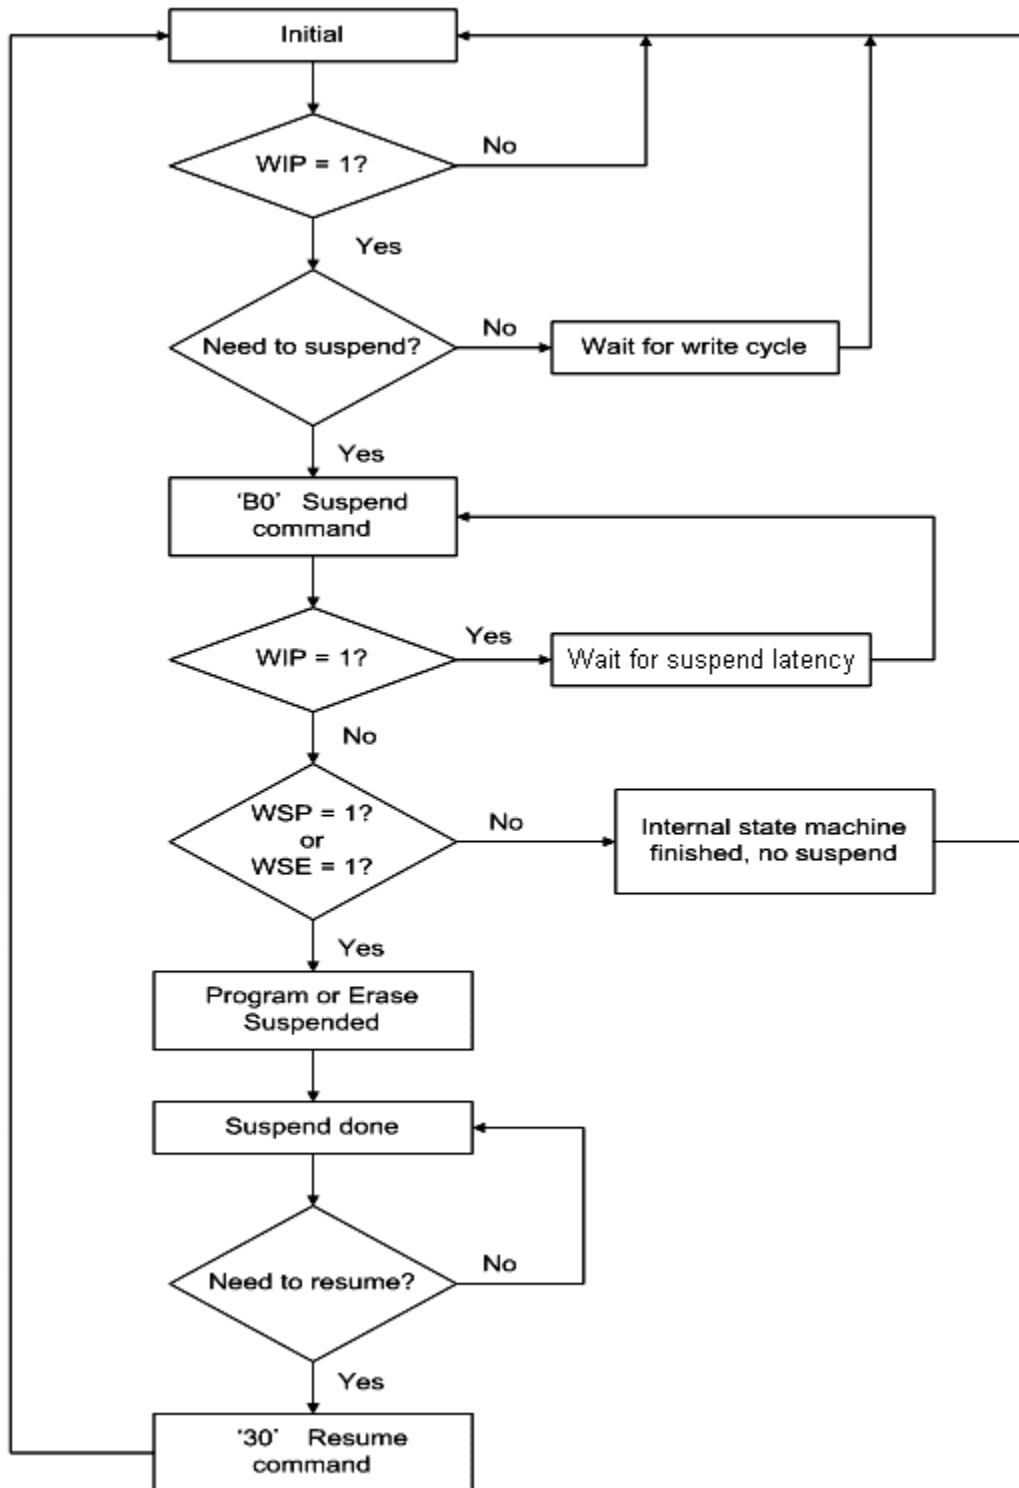 Initial
WIP = 1?
No
Yes
Need to suspend?
No
Wait for write cycle
Yes
‘B0’ Suspend
command
WIP = 1?
Yes
Wait for suspend latency
No
WSP = 1?
or
WSE = 1?
No
Internal state machine
finished, no suspend
Yes
Program or Erase
Suspended
Suspend done
Need to resume?
No
Yes
‘30’ Resume
command